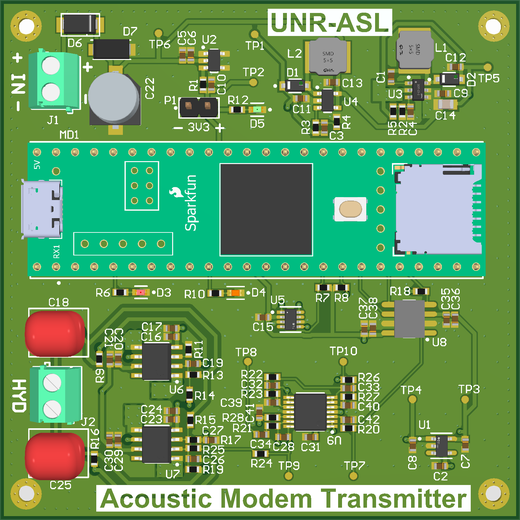 UNR-ASL
D6
D7
TP6
C5
C6
U2
TP1
L2
L1
TP5
+ IN -
J1
C22
R1
C10
TP2
D1
C11
C13
U4
R3
R4
C3
C1
U3
C12
D2
C9
C14
R5
R2
C4
P1
- 3V3 +
R12
D5
MD1
5V
RX1
Sparkfun
R6
D3
R10
D4
U5
C15
R7
R8
R18
C37
C38
C35
C36
U8
C18
HYD
J2
C25
C17
C16
R9
U6
R11
C19
R13
R14
C24
C23
R15
R16
C30
C29
U7
C27
R17
R25
C26
R19
TP8
TP10
R22
C32
R23
C39
C41
R28
R21
C34
R24
C28
C31
U9
R26
C33
R27
C40
C42
R20
TP9
TP7
TP4
TP3
U1
C8
C2
C7
Acoustic Modem Transmitter